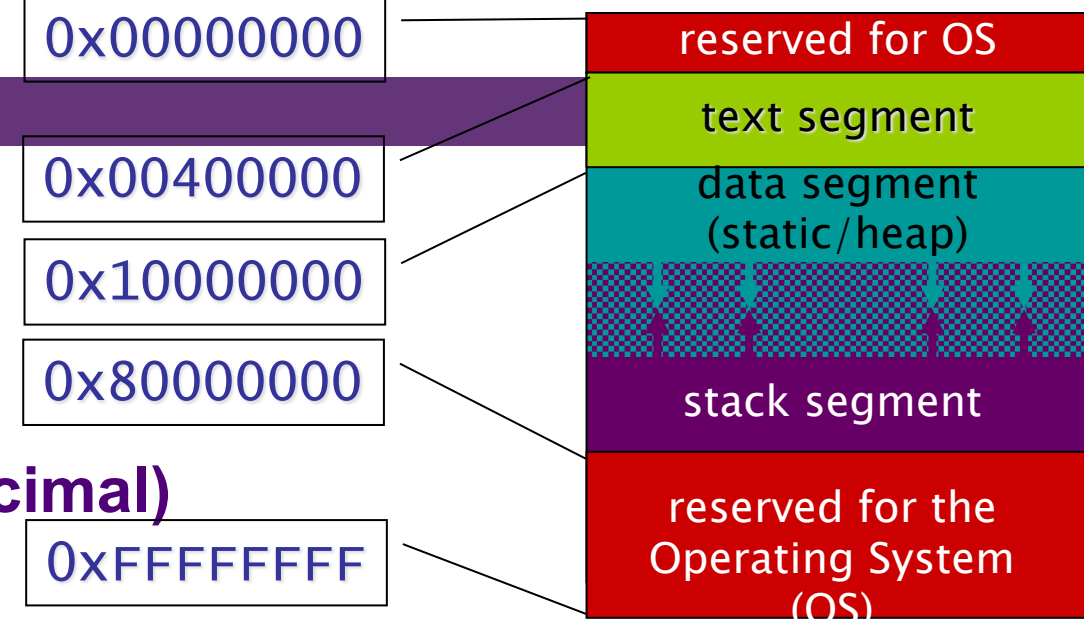 0x00000000
reserved for OS
text segment
0x00400000
data segment
(static/heap)
0x10000000
0x80000000
stack segment
cimal)
reserved for the
Operating System
(OS)
0xFFFFFFFF